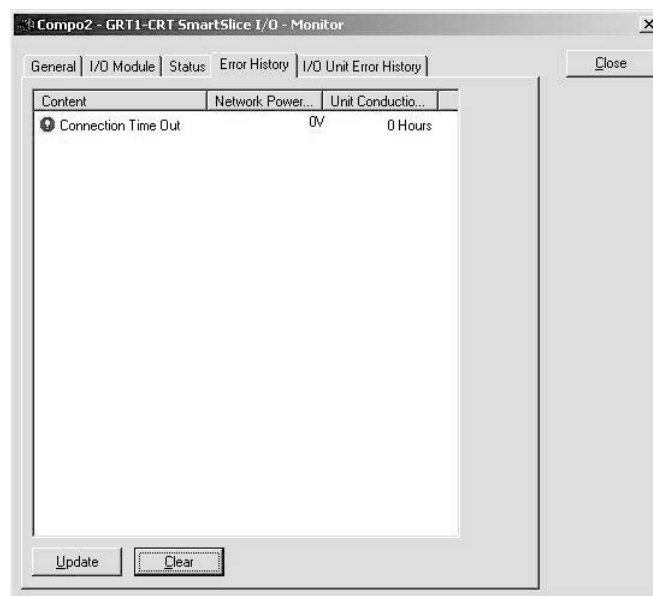 Compo2 - GRT1-CRT SmartSlice I/O - Monitor
General I/O Module Status Error History I/O Unit Error History
Close
Content Network Power... Unit Conductio...
Connection Time Out 0V 0 Hours
Update Clear